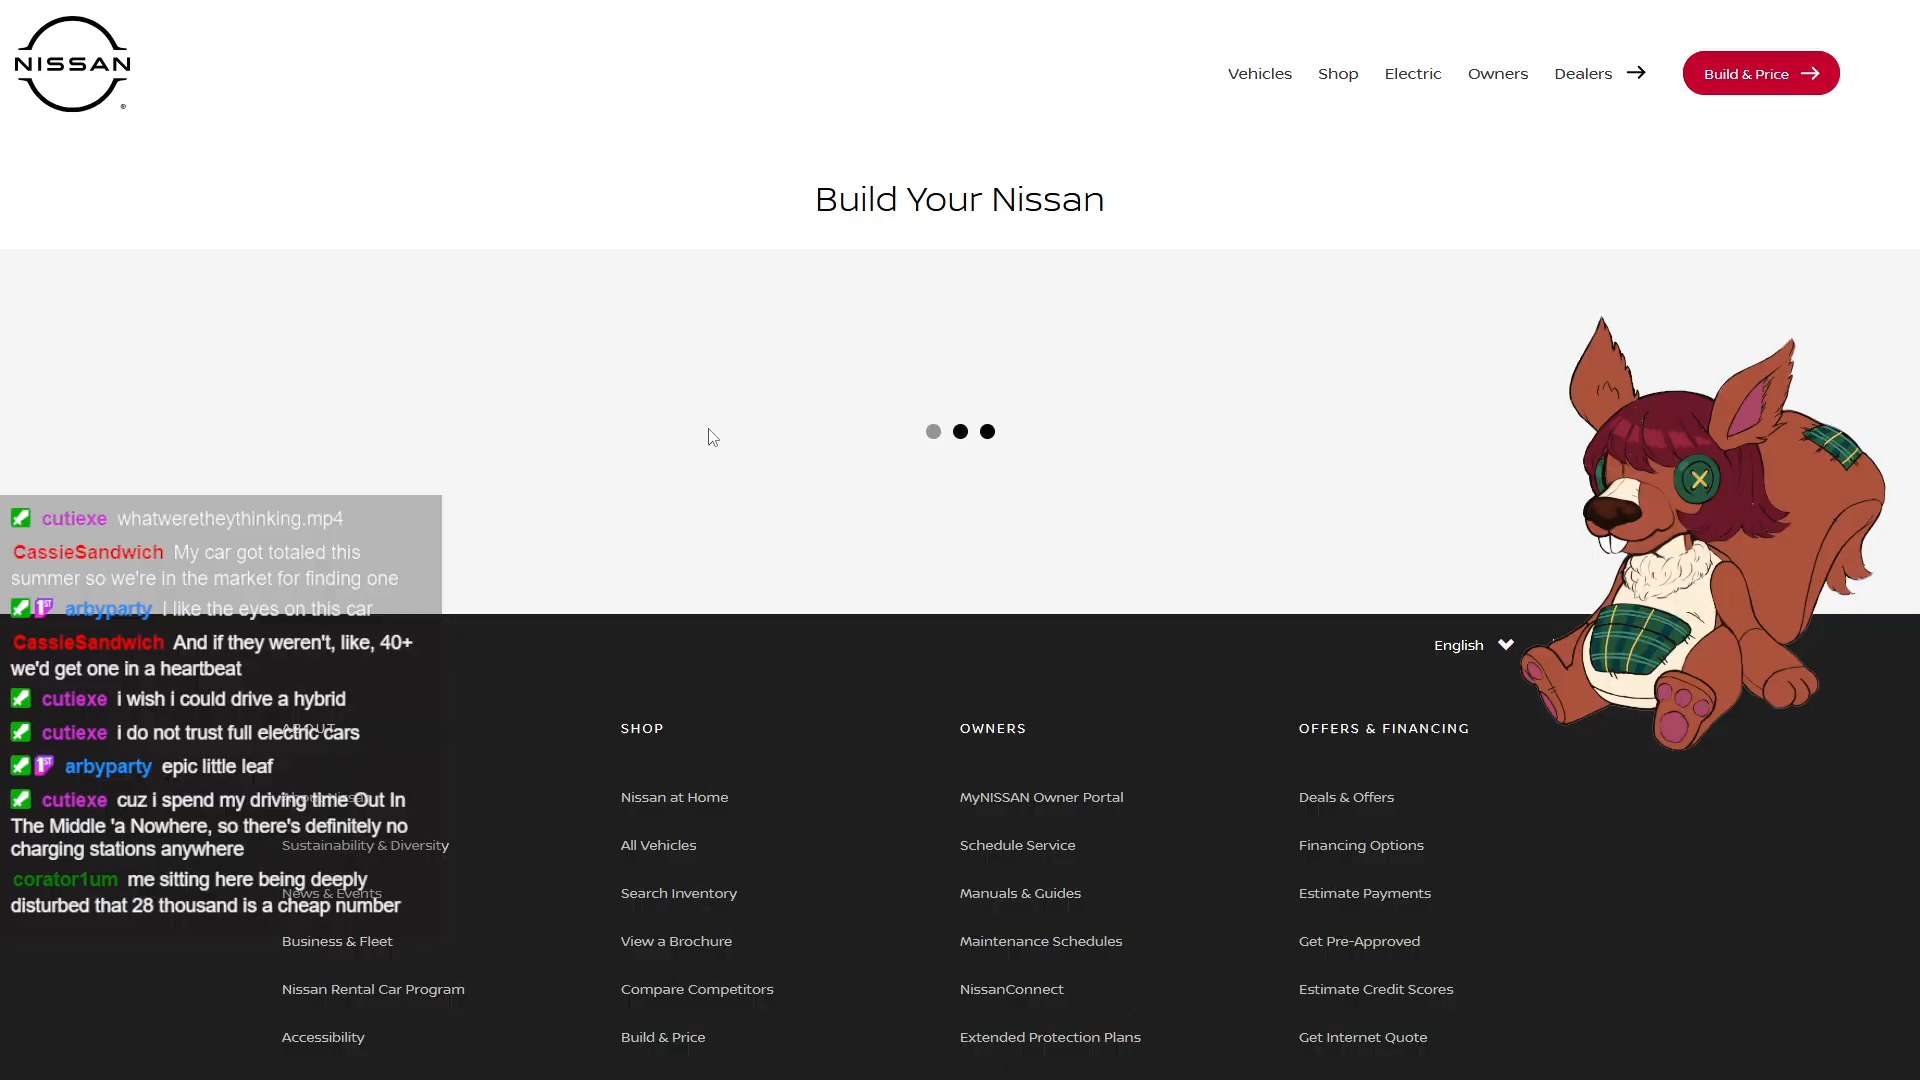 NISSAN
Vehicles Shop Electric Owners Dealers Build & Price
Build Your Nissan
cutiexe whatweretheythinking.mp4
CassieSandwich My car got totaled this
summer so we're in the market for finding one
1ST arbyparty I like the eyes on this car
CassieSandwich And if they weren't, like, 40+
we'd get one in a heartbeat
cutiexe i wish i could drive a hybrid
cutiexe i do not trust full electric cars
1ST arbyparty epic little leaf
cutiexe cuz i spend my driving time Out In
The Middle 'a Nowhere, so there's definitely no
charging stations anywhere
corator1um me sitting here being deeply
disturbed that 28 thousand is a cheap number
English
ABOUT
About Nissan
Sustainability & Diversity
News & Events
Business & Fleet
Nissan Rental Car Program
Accessibility
SHOP
Nissan at Home
All Vehicles
Search Inventory
View a Brochure
Compare Competitors
Build & Price
OWNERS
MyNISSAN Owner Portal
Schedule Service
Manuals & Guides
Maintenance Schedules
NissanConnect
Extended Protection Plans
OFFERS & FINANCING
Deals & Offers
Financing Options
Estimate Payments
Get Pre-Approved
Estimate Credit Scores
Get Internet Quote